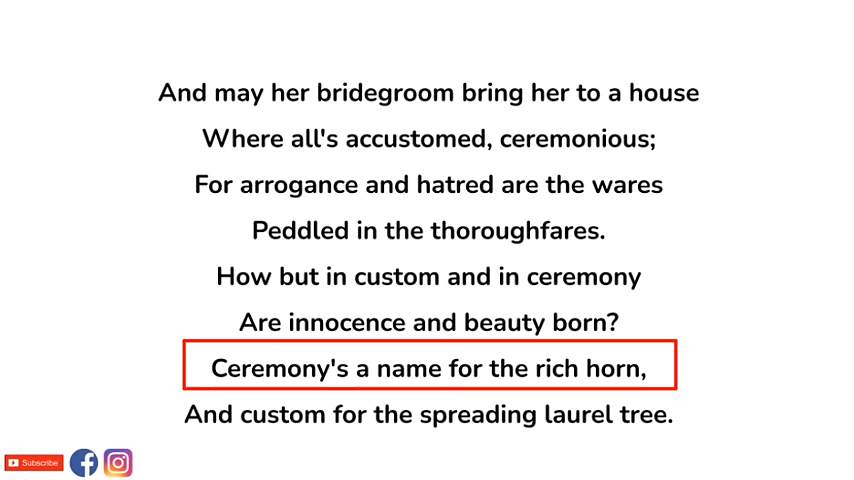 And may her bridegroom bring her to a house
Where all's accustomed, ceremonious;
For arrogance and hatred are the wares
Peddled in the thoroughfares.
How but in custom and in ceremony
Are innocence and beauty born?
Ceremony's a name for the rich horn,
And custom for the spreading laurel tree.
Subscribe